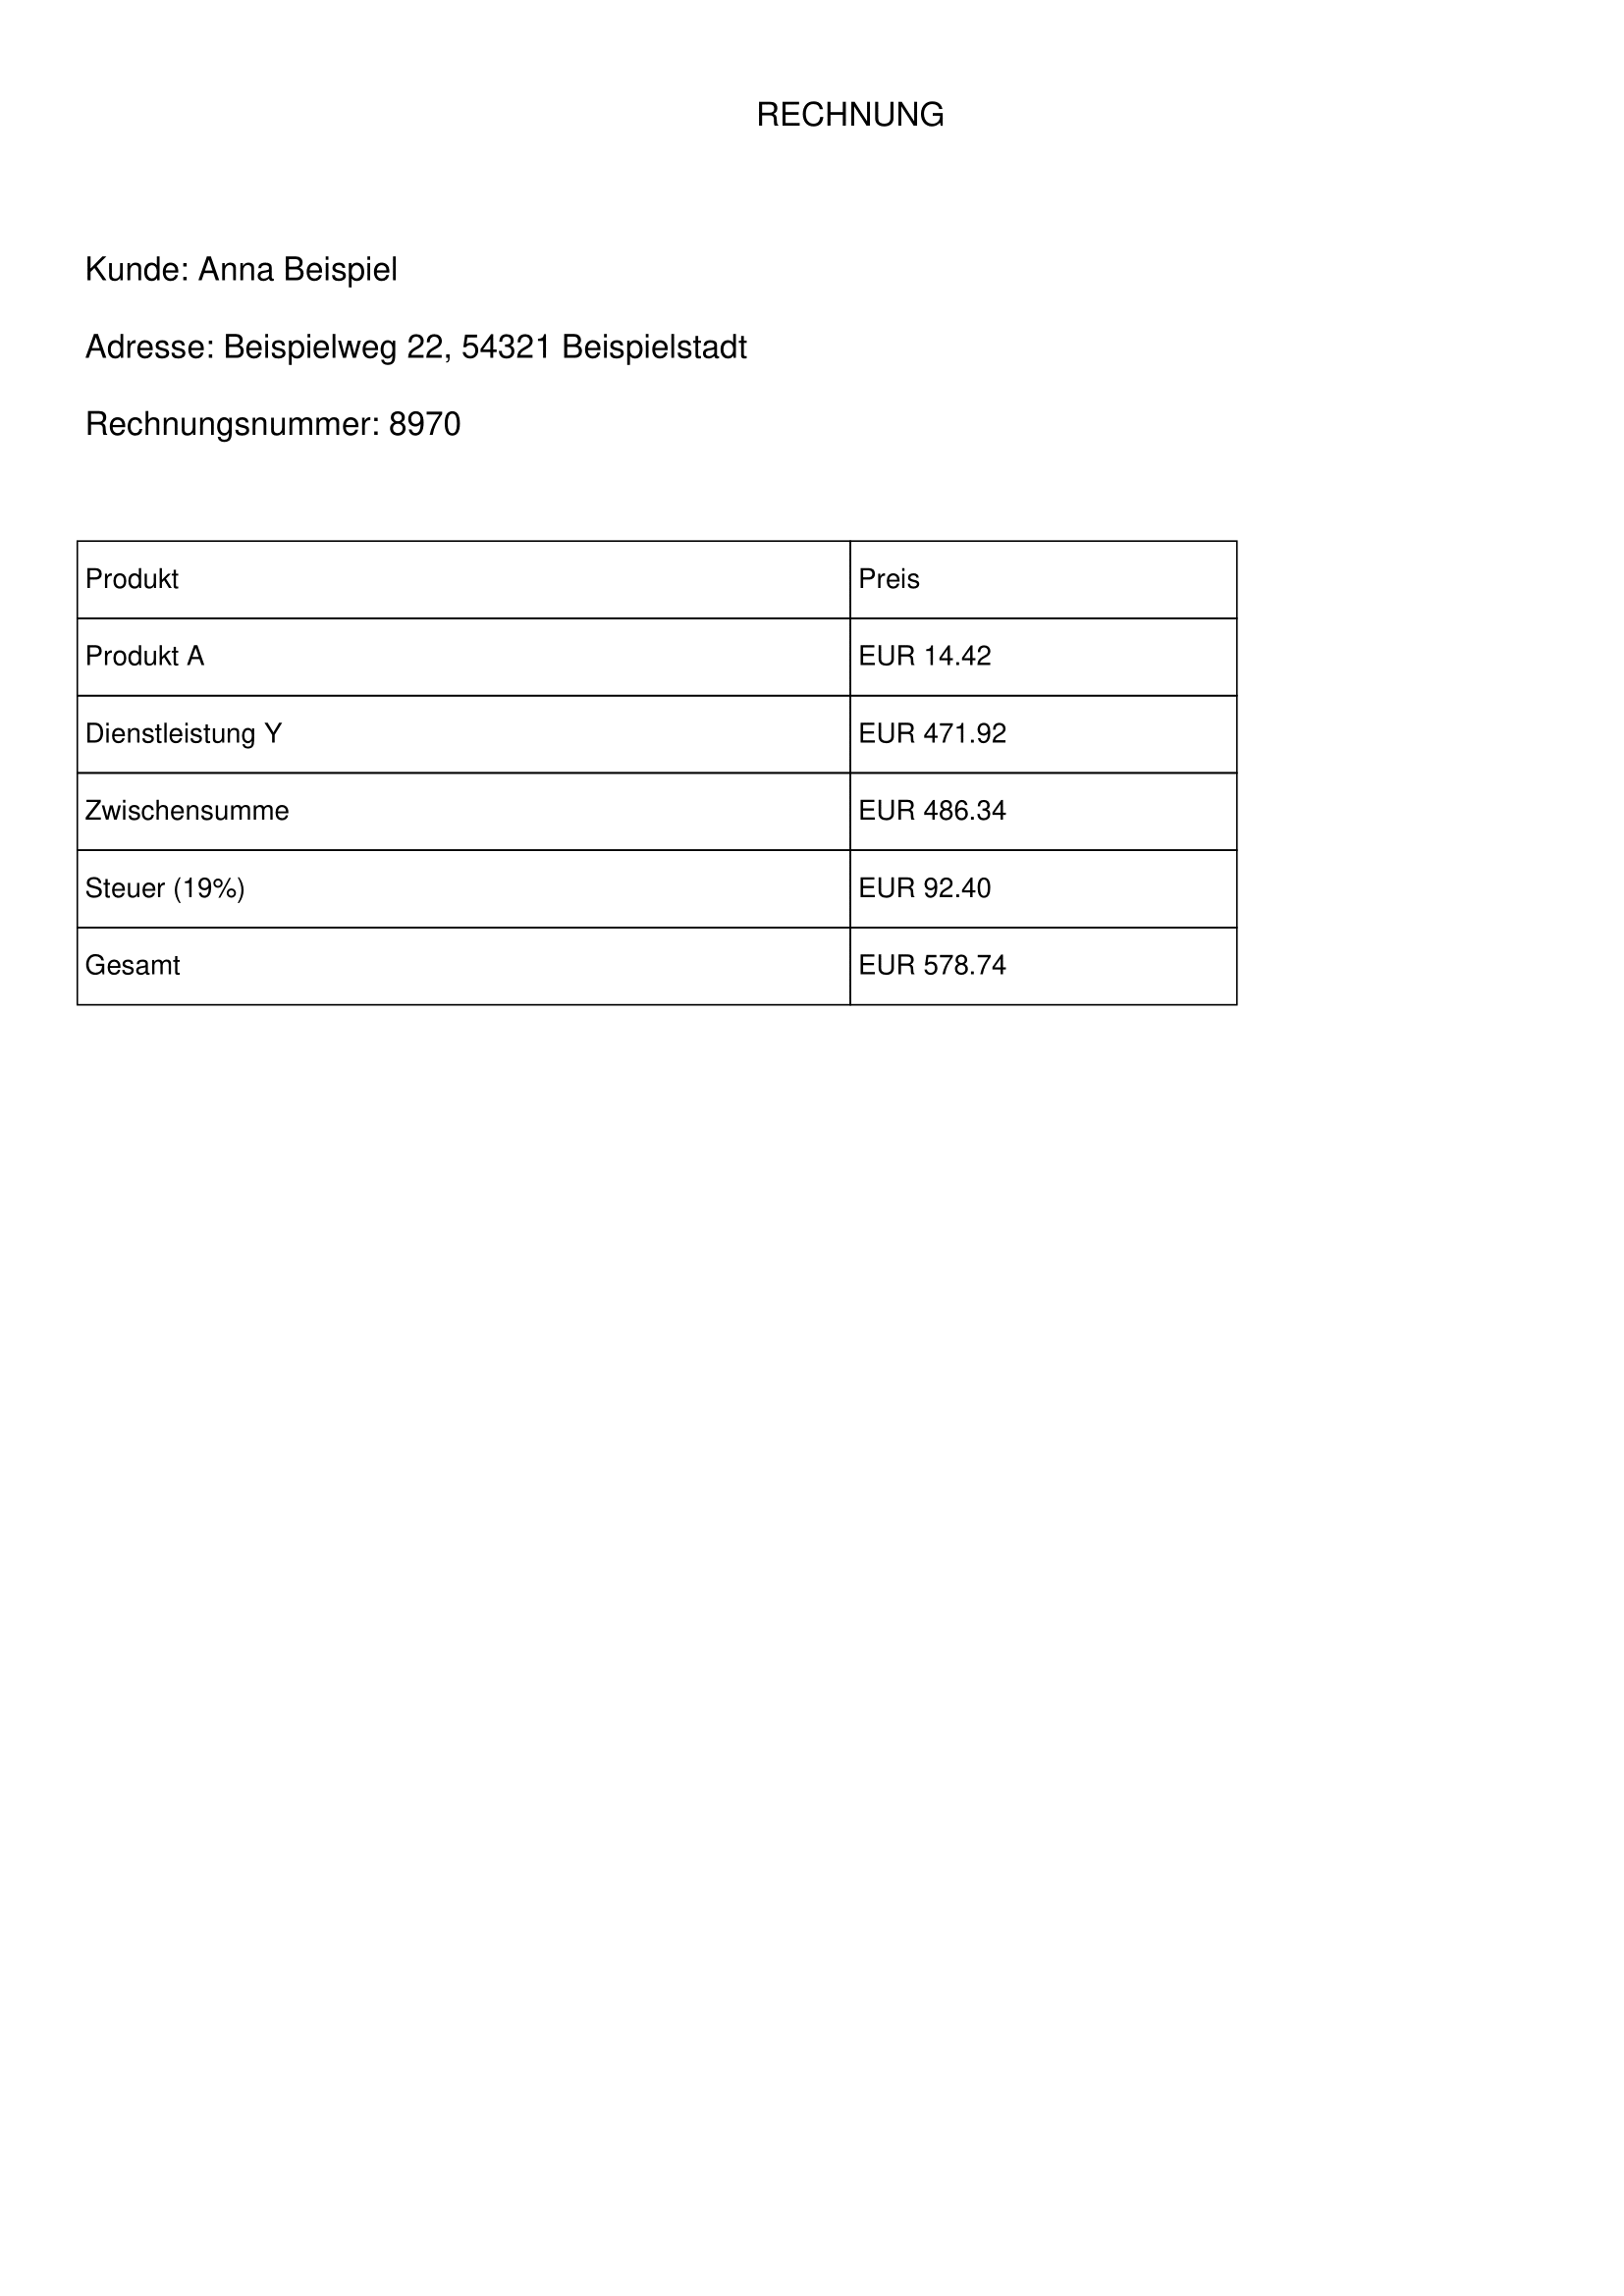 RECHNUNG
Kunde: Anna Beispiel
Adresse: Beispielweg 22, 54321 Beispielstadt
Rechnungsnummer: 8970
Produkt Preis
Produkt A EUR 14.42
Dienstleistung Y EUR 471.92
Zwischensumme EUR 486.34
Steuer (19%) EUR 92.40
Gesamt EUR 578.74